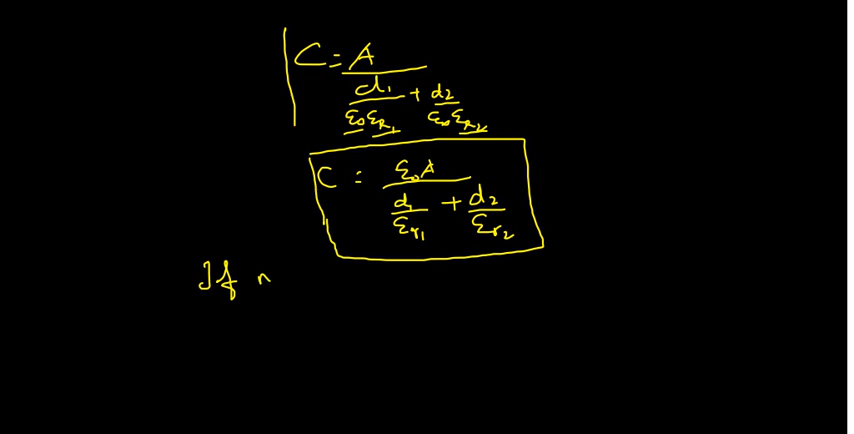 C = A / (d₁/(ε₀ε_R₁) + d₂/(ε₀ε_R₂))
C = ε₀A / (d₁/ε_r₁ + d₂/ε_r₂)
If n